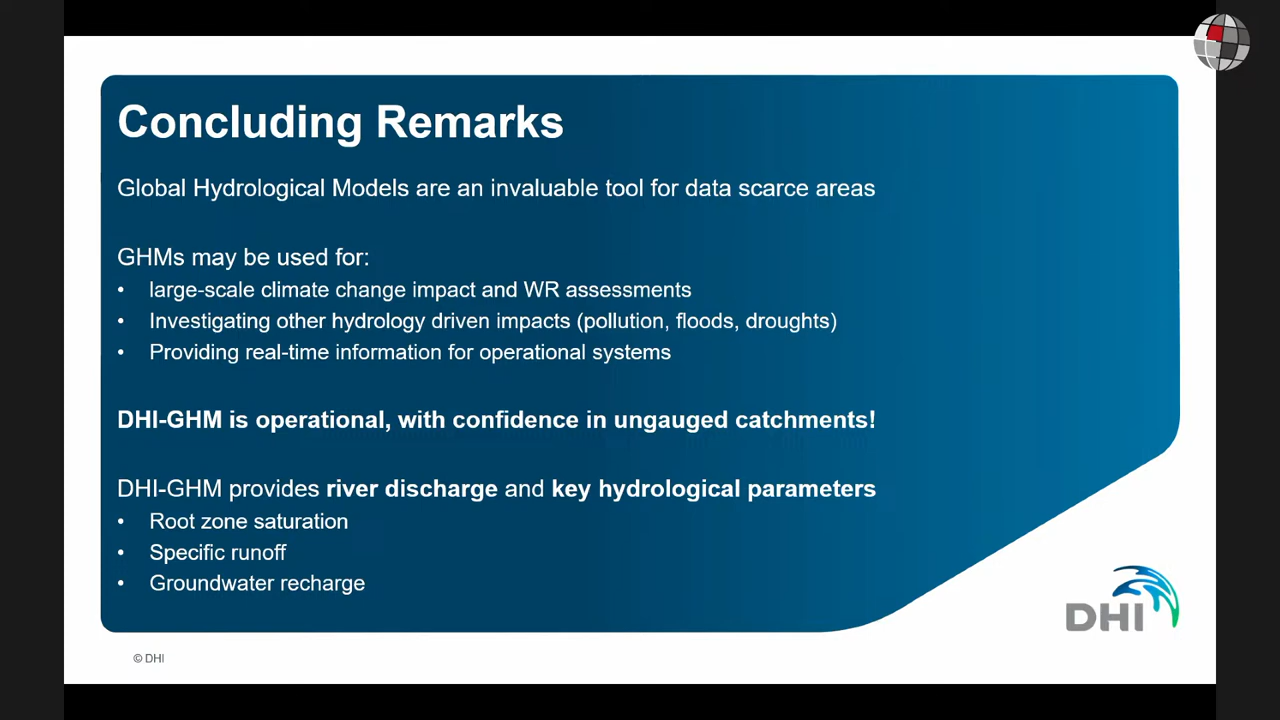 Concluding Remarks
Global Hydrological Models are an invaluable tool for data scarce areas
GHMs may be used for:
• large-scale climate change impact and WR assessments
• Investigating other hydrology driven impacts (pollution, floods, droughts)
• Providing real-time information for operational systems
DHI-GHM is operational, with confidence in ungauged catchments!
DHI-GHM provides river discharge and key hydrological parameters
• Root zone saturation
• Specific runoff
• Groundwater recharge
DHI
© DHI